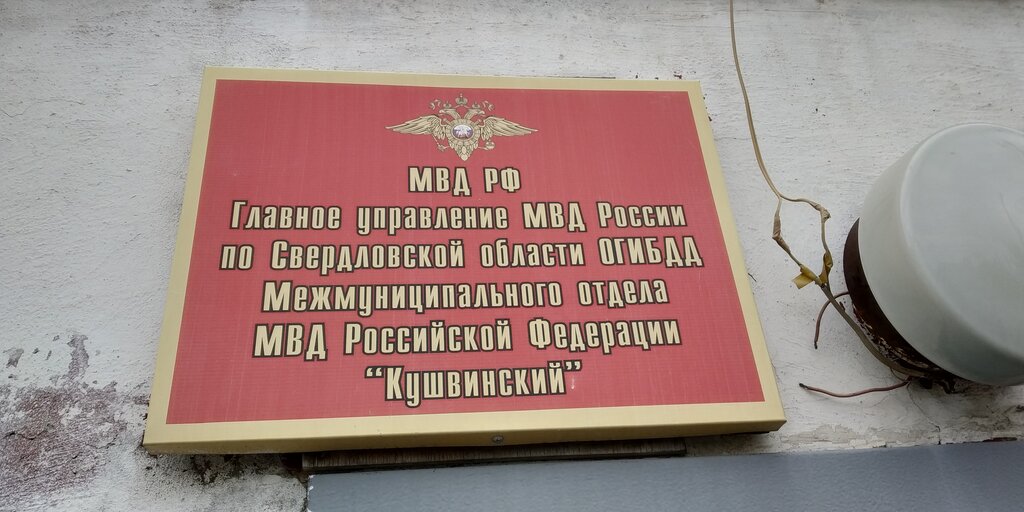 МВД РФ
Главное управление МВД России
по Свердловской области ОГИБДД
Межмуниципального отдела
МВД Российской Федерации
“Кушвинский”